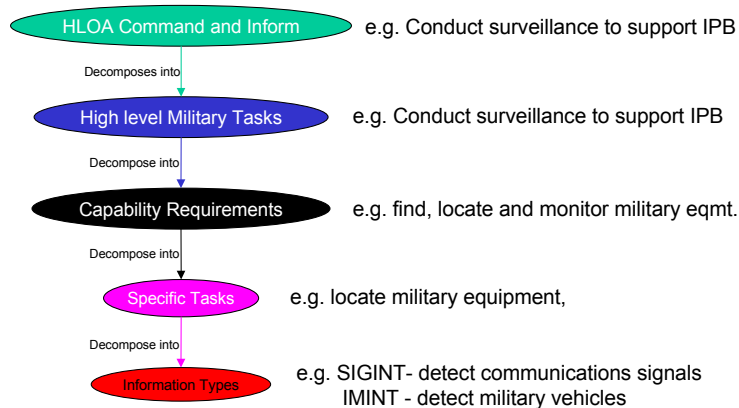 HLOA Command and Inform e.g. Conduct surveillance to support IPB
Decomposes into
High level Military Tasks e.g. Conduct surveillance to support IPB
Decompose into
Capability Requirements e.g. find, locate and monitor military eqmt.
Decompose into
Specific Tasks e.g. locate military equipment,
Decompose into
Information Types e.g. SIGINT- detect communications signals
IMINT - detect military vehicles